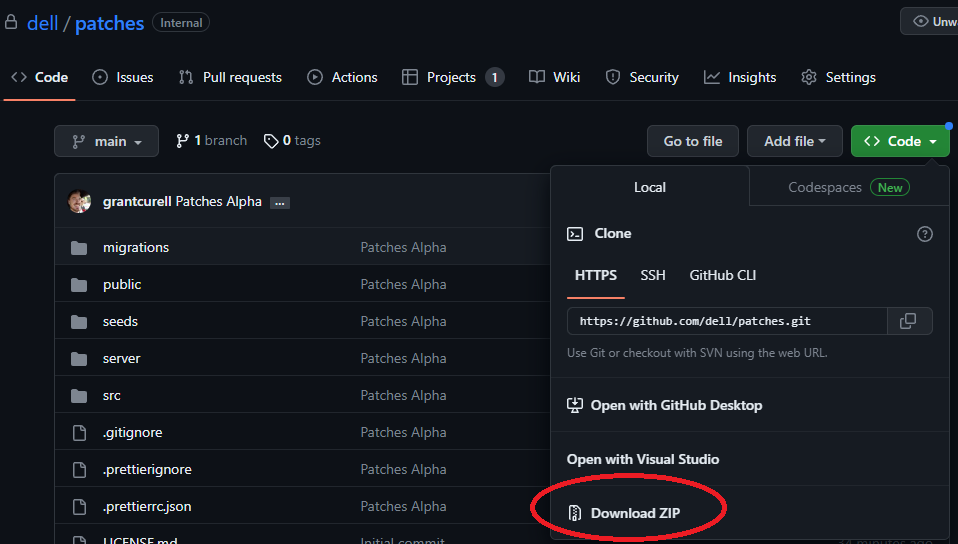 dell / patches Internal Unwa
Code Issues Pull requests Actions Projects 1 Wiki Security Insights Settings
main 1 branch 0 tags Go to file Add file Code
grantcurell Patches Alpha ...
migrations Patches Alpha
public Patches Alpha
seeds Patches Alpha
server Patches Alpha
src Patches Alpha
.gitignore Patches Alpha
.prettierignore Patches Alpha
.prettierrc.json Patches Alpha
LICENSE.md Initial commit 34 minutes ago
Local Codespaces New
Clone
HTTPS SSH GitHub CLI
https://github.com/dell/patches.git
Use Git or checkout with SVN using the web URL.
Open with GitHub Desktop
Open with Visual Studio
Download ZIP